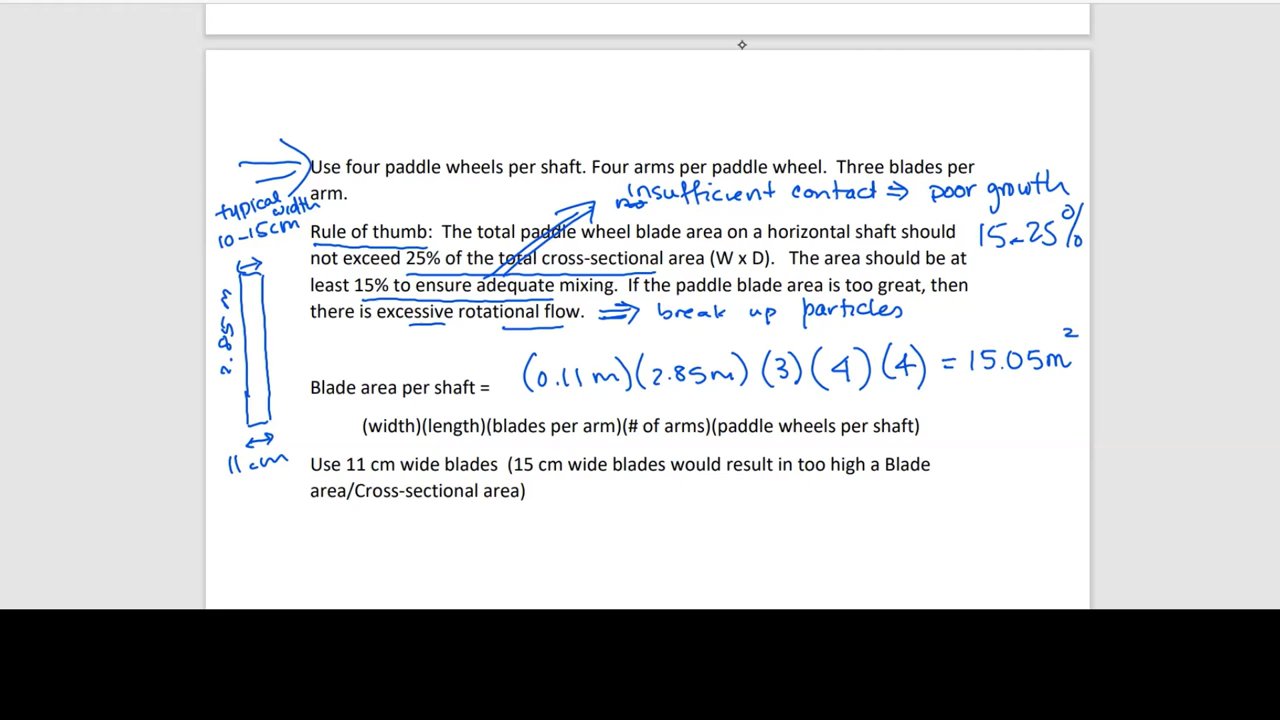 Use four paddle wheels per shaft. Four arms per paddle wheel. Three blades per
arm.
insufficient contact ⇒ poor growth
typical width
10-15cm
Rule of thumb: The total paddle wheel blade area on a horizontal shaft should
not exceed 25% of the total cross-sectional area (W x D). The area should be at
least 15% to ensure adequate mixing. If the paddle blade area is too great, then
there is excessive rotational flow. ⇒ break up particles
15-25%
2.85 m
Blade area per shaft = (0.11 m)(2.85m)(3)(4)(4) = 15.05m²
(width)(length)(blades per arm)(# of arms)(paddle wheels per shaft)
11 cm
Use 11 cm wide blades (15 cm wide blades would result in too high a Blade
area/Cross-sectional area)